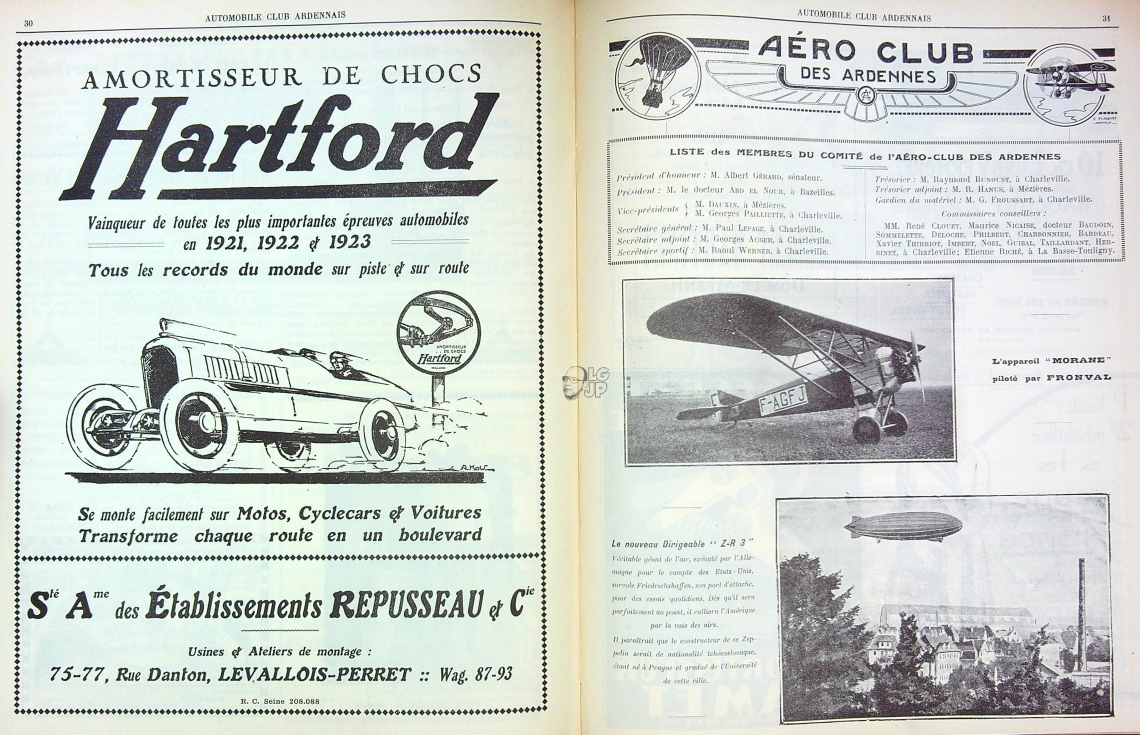 30
AUTOMOBILE CLUB ARDENNAIS
AMORTISSEUR DE CHOCS
Hartford
Vainqueur de toutes les plus importantes épreuves automobiles
en 1921, 1922 & 1923
Tous les records du monde sur piste & sur route
AMORTISSEUR
DE CHOCS
Hartford
A. Kow
Se monte facilement sur Motos, Cyclecars & Voitures
Transforme chaque route en un boulevard
Sté Ame des Établissements REPUSSEAU & Cie
Usines & Ateliers de montage :
75-77, Rue Danton, LEVALLOIS-PERRET :: Wag. 87-93
R. C. Seine 208.088
AUTOMOBILE CLUB ARDENNAIS
31
AÉRO CLUB
DES ARDENNES
LISTE des MEMBRES DU COMITÉ de l'AÉRO-CLUB DES ARDENNES
Président d'honneur : M. Albert GÉRARD, sénateur.
Président : M. le docteur ABD EL NOUR, à Bazeilles.
Vice-présidents { M. DAUXIN, à Mézières.
M. Georges PAILLIETTE, à Charleville.
Secrétaire général : M. Paul LEPAGE, à Charleville.
Secrétaire adjoint : M. Georges AUGER, à Charleville.
Secrétaire sportif : M. Raoul WERNER, à Charleville.
Trésorier : M. Raymond BUNOUST, à Charleville.
Trésorier adjoint : M. R. HANUS, à Mézières.
Gardien du matériel : M. G. FROUSSART, à Charleville.
Commissaires conseillers :
MM. René CLOUET, Maurice NICAISE, docteur BAUDOIN,
SOMMELETTE, DELOCHE, PHILBERT, CHARBONNIER, BARDEAU,
Xavier THIRIOT, IMBERT, NOEL, GUIBAL, TAILLARDANT, HER-
BINET, à Charleville; Etienne RICHÉ, à La Basse-Touligny.
F-AGFJ
L'appareil "MORANE"
piloté par FRONVAL
LG
JP
Le nouveau Dirigeable " Z-R 3 "
Véritable géant de l'air, exécuté par l'Alle-
magne pour le compte des Etats-Unis,
survole Friedrichshaffen, son port d'attache,
pour des essais quotidiens. Dès qu'il sera
parfaitement au point, il ralliera l'Amérique
par la voie des airs.
Il paraîtrait que le constructeur de ce Zep-
pelin serait de nationalité tchécoslovaque,
étant né à Prague et gradué de l'Université
de cette ville.